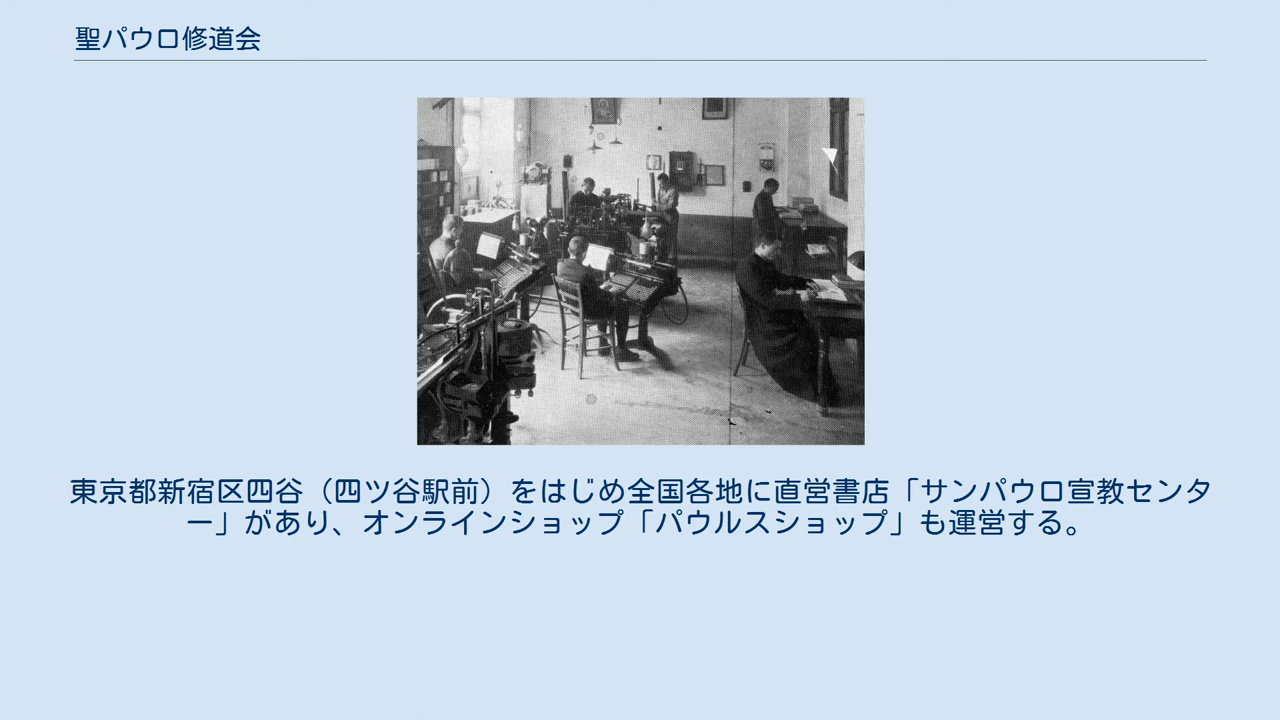 聖パウロ修道会
東京都新宿区四谷（四ツ谷駅前）をはじめ全国各地に直営書店「サンパウロ宣教センタ
ー」があり、オンラインショップ「パウルスショップ」も運営する。